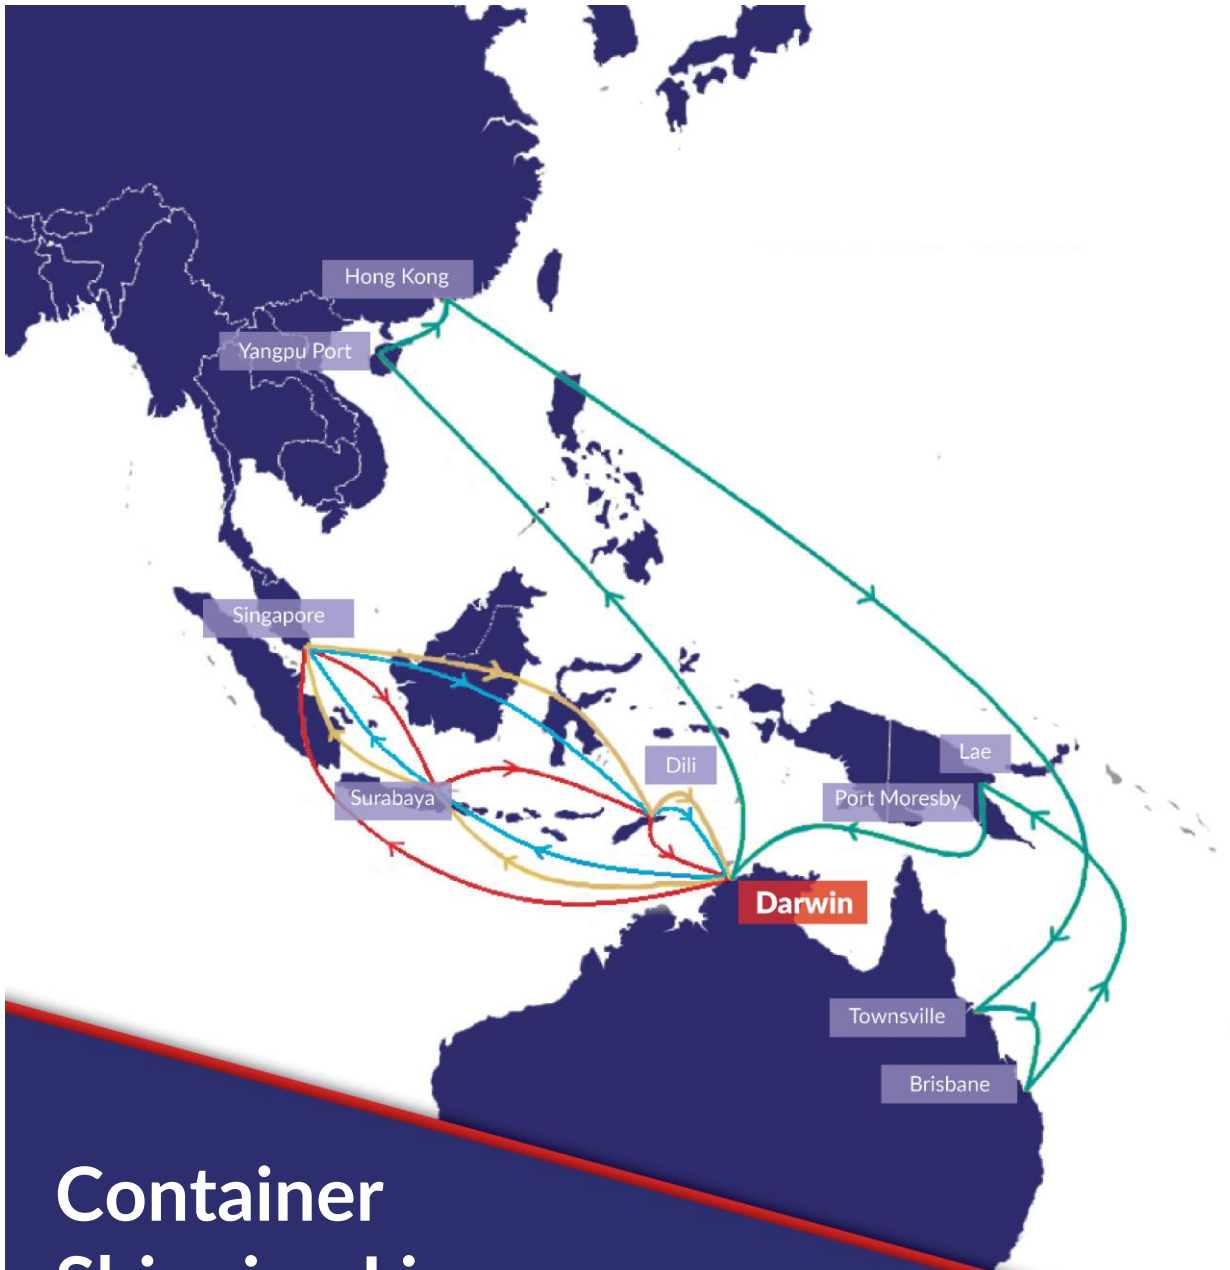 Hong Kong
Yangpu Port
Singapore
Dili
Lae
Surabaya
Port Moresby
Darwin
Townsville
Brisbane
Container